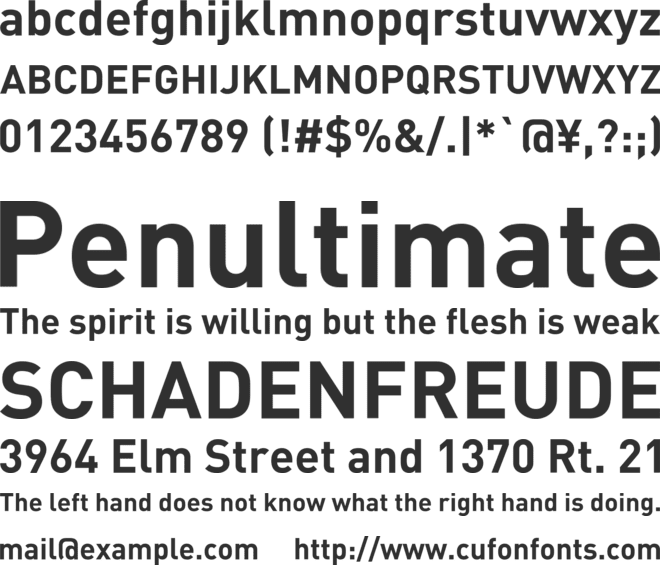 abcdefghijklmnopqrstuvwxyz
ABCDEFGHIJKLMNOPQRSTUVWXYZ
0123456789 (!#$%&/.|*`@¥,?:;)
Penultimate
The spirit is willing but the flesh is weak
SCHADENFREUDE
3964 Elm Street and 1370 Rt. 21
The left hand does not know what the right hand is doing.
mail@example.com http://www.cufonfonts.com